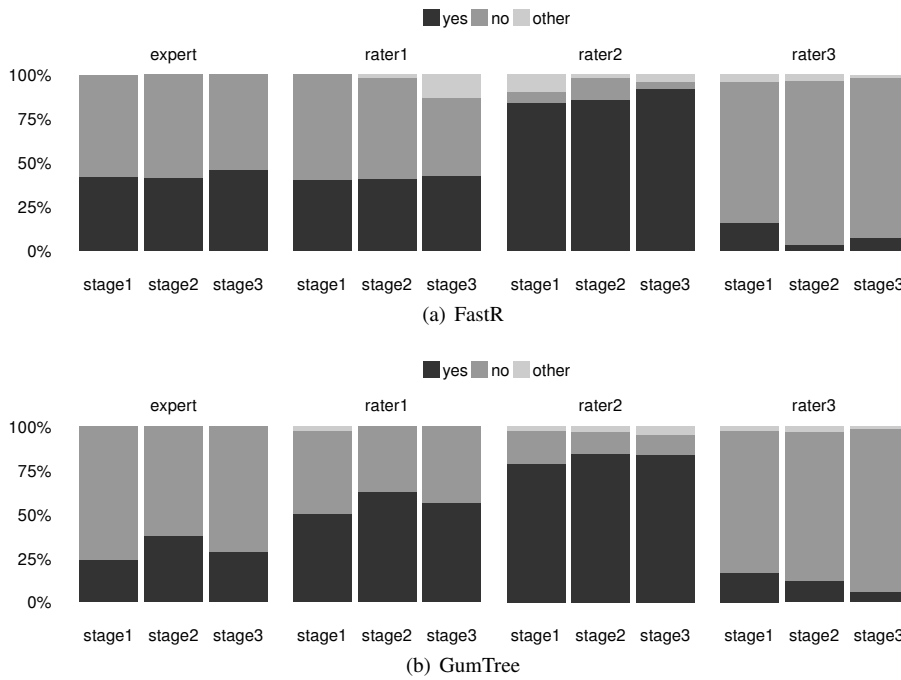 yes no other
expert rater1 rater2 rater3
100%
75%
50%
25%
0%
stage1 stage2 stage3 stage1 stage2 stage3 stage1 stage2 stage3 stage1 stage2 stage3
(a) FastR
yes no other
expert rater1 rater2 rater3
100%
75%
50%
25%
0%
stage1 stage2 stage3 stage1 stage2 stage3 stage1 stage2 stage3 stage1 stage2 stage3
(b) GumTree